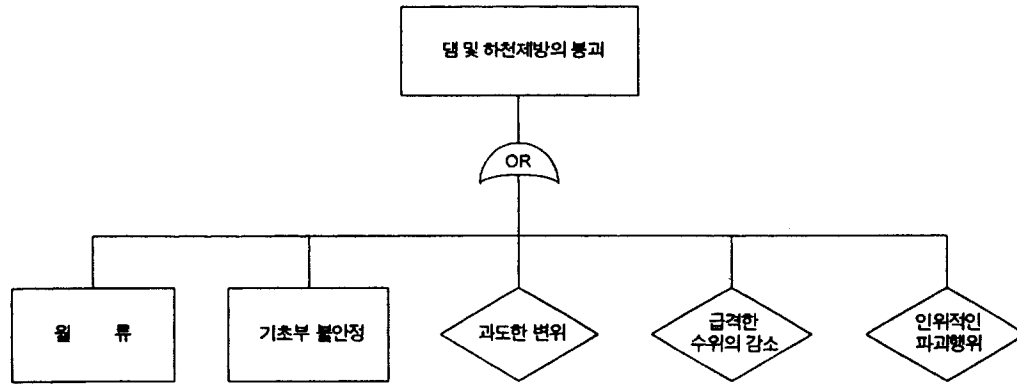 댐 및 하천제방의 붕괴
OR
월 류
기초부 불안정
과도한 변위
급격한
수위의 감소
인위적인
파괴행위